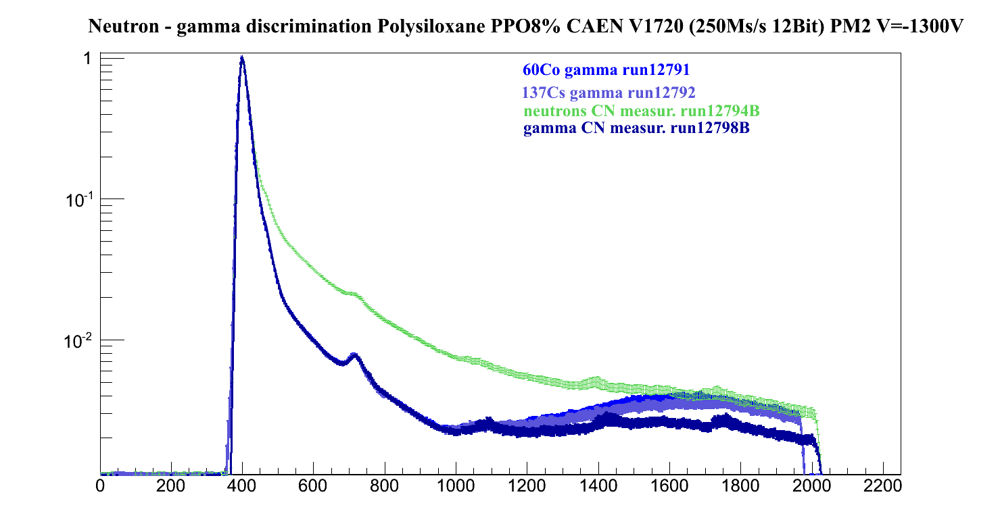 Neutron - gamma discrimination Polysiloxane PPO8% CAEN V1720 (250Ms/s 12Bit) PM2 V=-1300V
60Co gamma run12791
137Cs gamma run12792
neutrons CN measur. run12794B
gamma CN measur. run12798B
1
10-1
10-2
0 200 400 600 800 1000 1200 1400 1600 1800 2000 2200